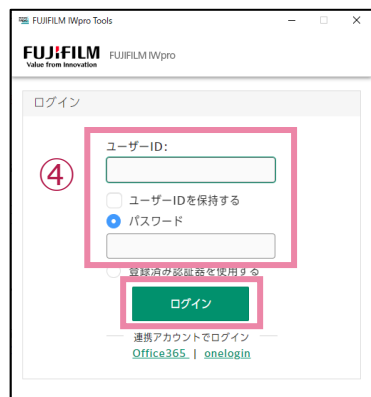 FUJIFILM IWpro Tools
FUJIFILM FUJIFILM IWpro
Value from Innovation
ログイン
④
ユーザーID:
ユーザーIDを保持する
パスワード
登録済み認証器を使用する
ログイン
連携アカウントでログイン
Office365 | onelogin